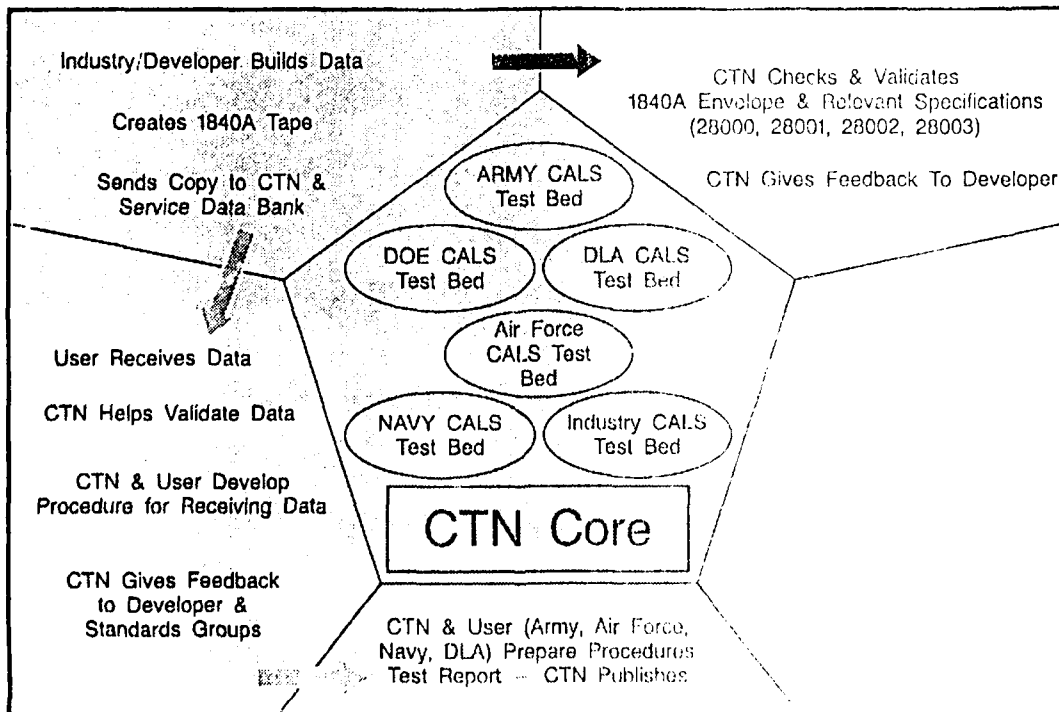 Industry/Developer Builds Data
Creates 1840A Tape
Sends Copy to CTN &
Service Data Bank
CTN Checks & Validates
1840A Envelope & Relevant Specifications
(28000, 28001, 28002, 28003)
CTN Gives Feedback To Developer
ARMY CALS
Test Bed
DOE CALS
Test Bed
DLA CALS
Test Bed
Air Force
CALS Test
Bed
NAVY CALS
Test Bed
Industry CALS
Test Bed
CTN Core
User Receives Data
CTN Helps Validate Data
CTN & User Develop
Procedure for Receiving Data
CTN Gives Feedback
to Developer &
Standards Groups
CTN & User (Army, Air Force,
Navy, DLA) Prepare Procedures
Test Report – CTN Publishes